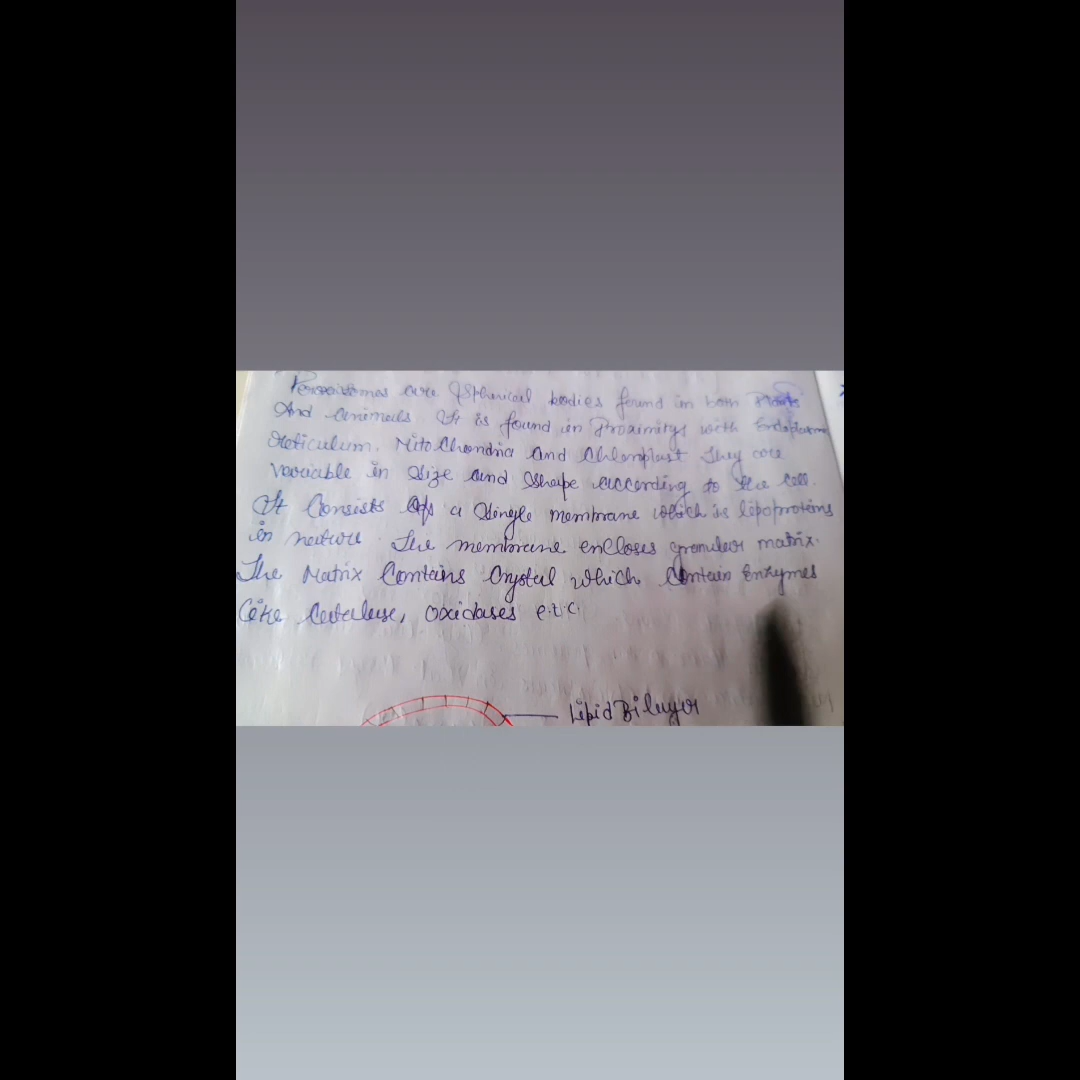 Peroxisomes are Spherical bodies found in both Plants
And animals. It is found in Proximitys with Endoplasmic
Reticulum, MitoChondria and Chloroplast They are
Variable in Size and Shape according to the cell.
It Consists Of a Single membrane which is lipoproteins
in nature. The membrane encloses granular matrix.
The Matrix Contains Crystal which Contain Enzymes
Like Catalase, Oxidases e.t.c.
Lipid Bilayer